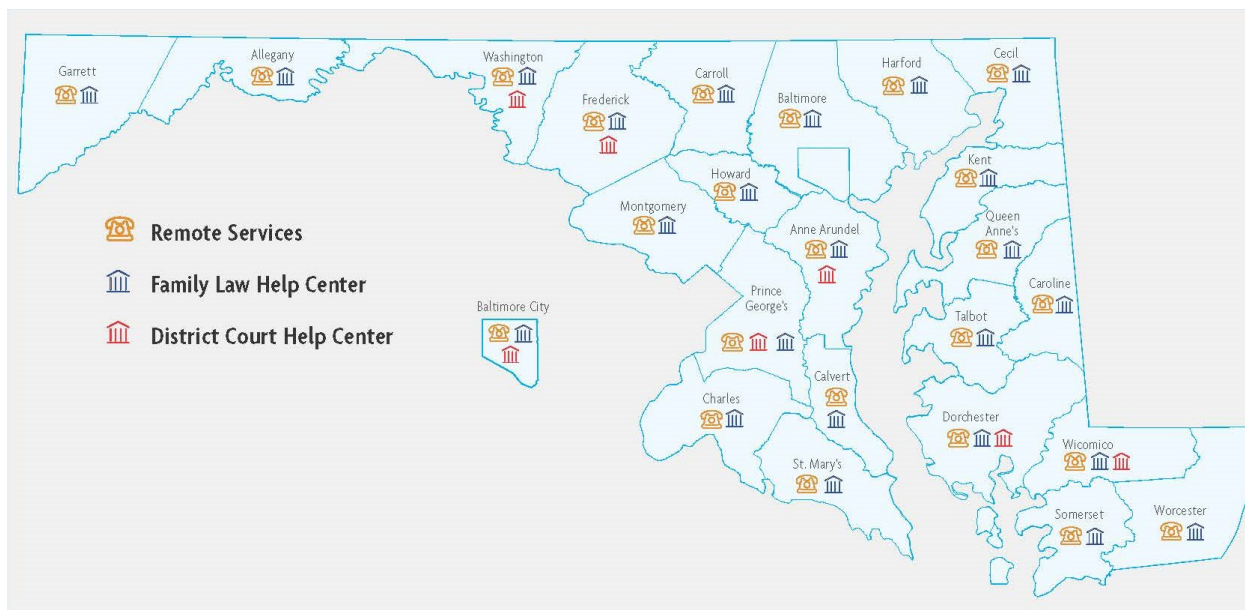 Garrett
Allegany
Washington
Frederick
Carroll
Baltimore
Harford
Cecil
Kent
Howard
Montgomery
Anne Arundel
Queen
Anne's
Caroline
Talbot
Prince
George's
Remote Services
Family Law Help Center
District Court Help Center
Baltimore City
Calvert
Charles
St. Mary's
Dorchester
Wicomico
Somerset
Worcester